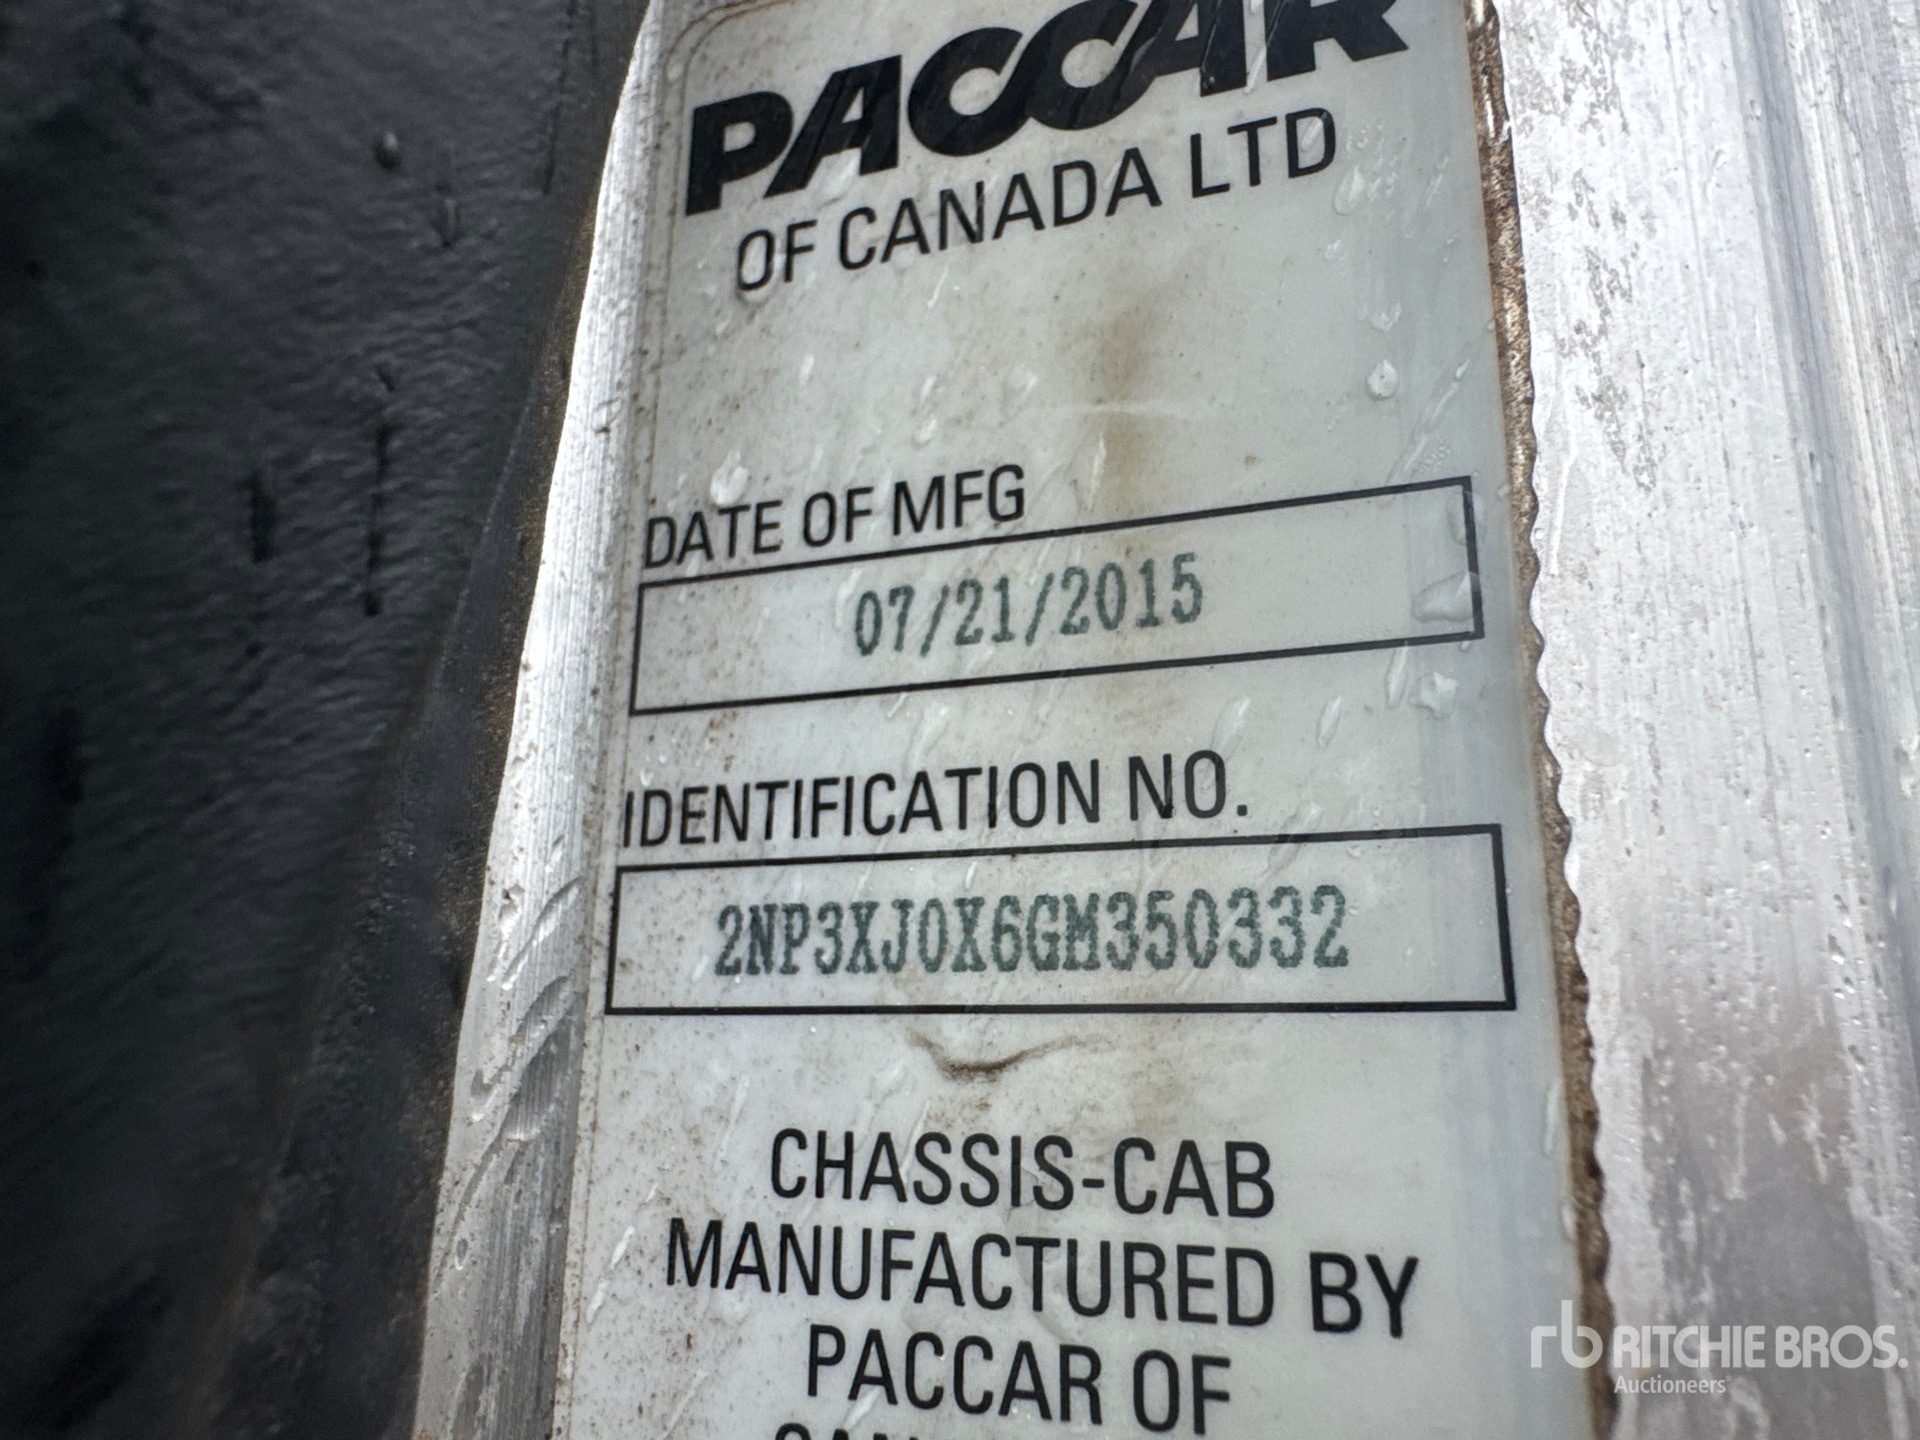 PACCAR
OF CANADA LTD
DATE OF MFG
07/21/2015
IDENTIFICATION NO.
2NP3XJ0X6GM350332
CHASSIS-CAB
MANUFACTURED BY
PACCAR OF
rb RITCHIE BROS.
Auctioneers